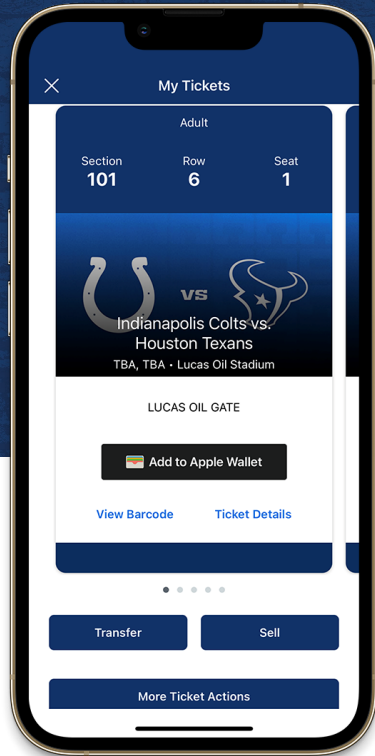 My Tickets
Adult
Section
Row
Seat
101
6
1
VS
Indianapolis Colts vs.
Houston Texans
TBA, TBA • Lucas Oil Stadium
LUCAS OIL GATE
Add to Apple Wallet
View Barcode
Ticket Details
Transfer
Sell
More Ticket Actions